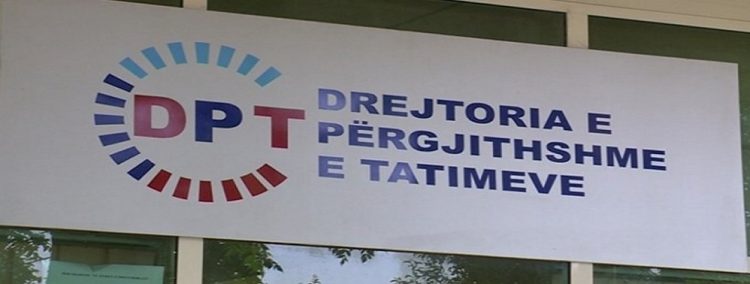 DPT
DREJTORIA E
PËRGJITHSHME
E TATIMEVE